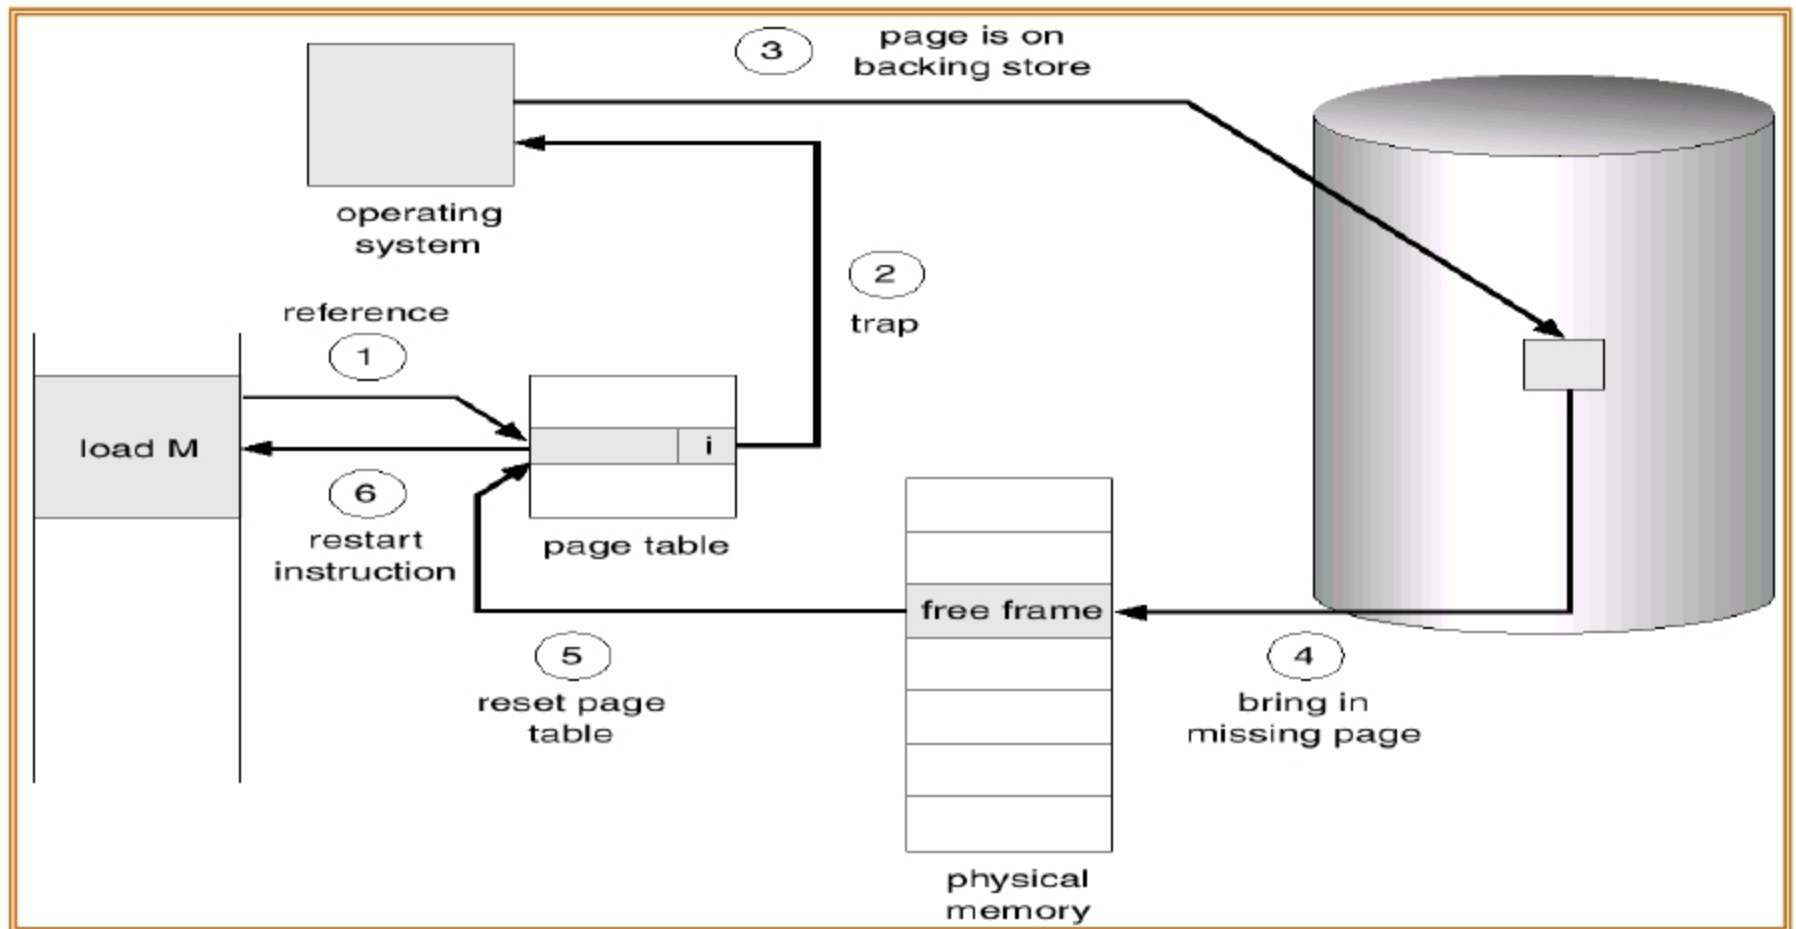 3
page is on
backing store
operating
system
2
trap
reference
1
load M
i
6
restart
instruction
page table
free frame
5
reset page
table
4
bring in
missing page
physical
memory